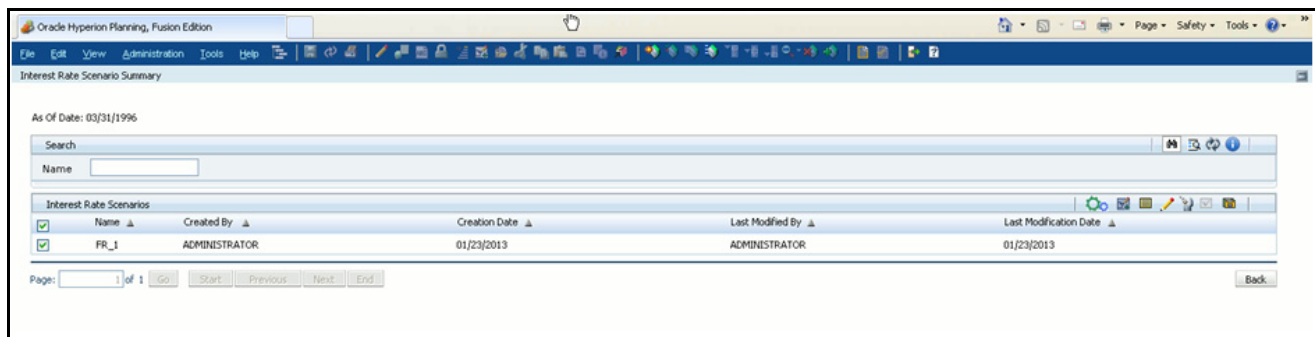 Oracle Hyperion Planning, Fusion Edition Page Safety Tools »
File Edit View Administration Tools Help
Interest Rate Scenario Summary
As Of Date: 03/31/1996
Search
Name
Interest Rate Scenarios
Name Created By Creation Date Last Modified By Last Modification Date
FR_1 ADMINISTRATOR 01/23/2013 ADMINISTRATOR 01/23/2013
Page: 1 of 1 Go Start Previous Next End Back